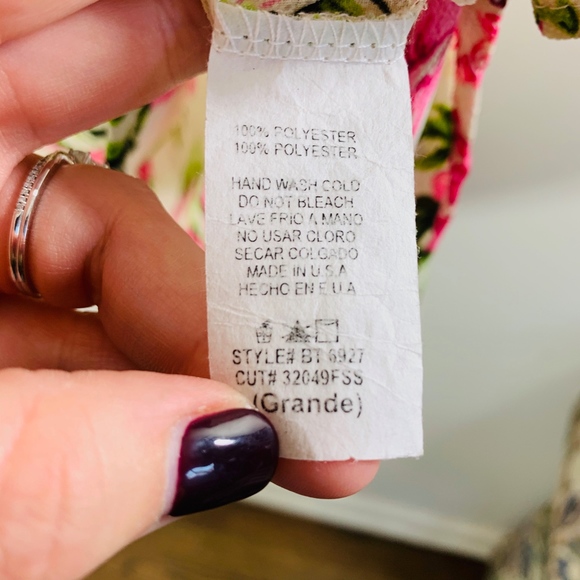 100% POLYESTER
100% POLYESTER
HAND WASH COLD
DO NOT BLEACH
LAVE FRIO A MANO
NO USAR CLORO
SECAR COLGADO
MADE IN U.S.A
HECHO EN E.U.A
STYLE# BT 6927
CUT# 32049FSS
(Grande)